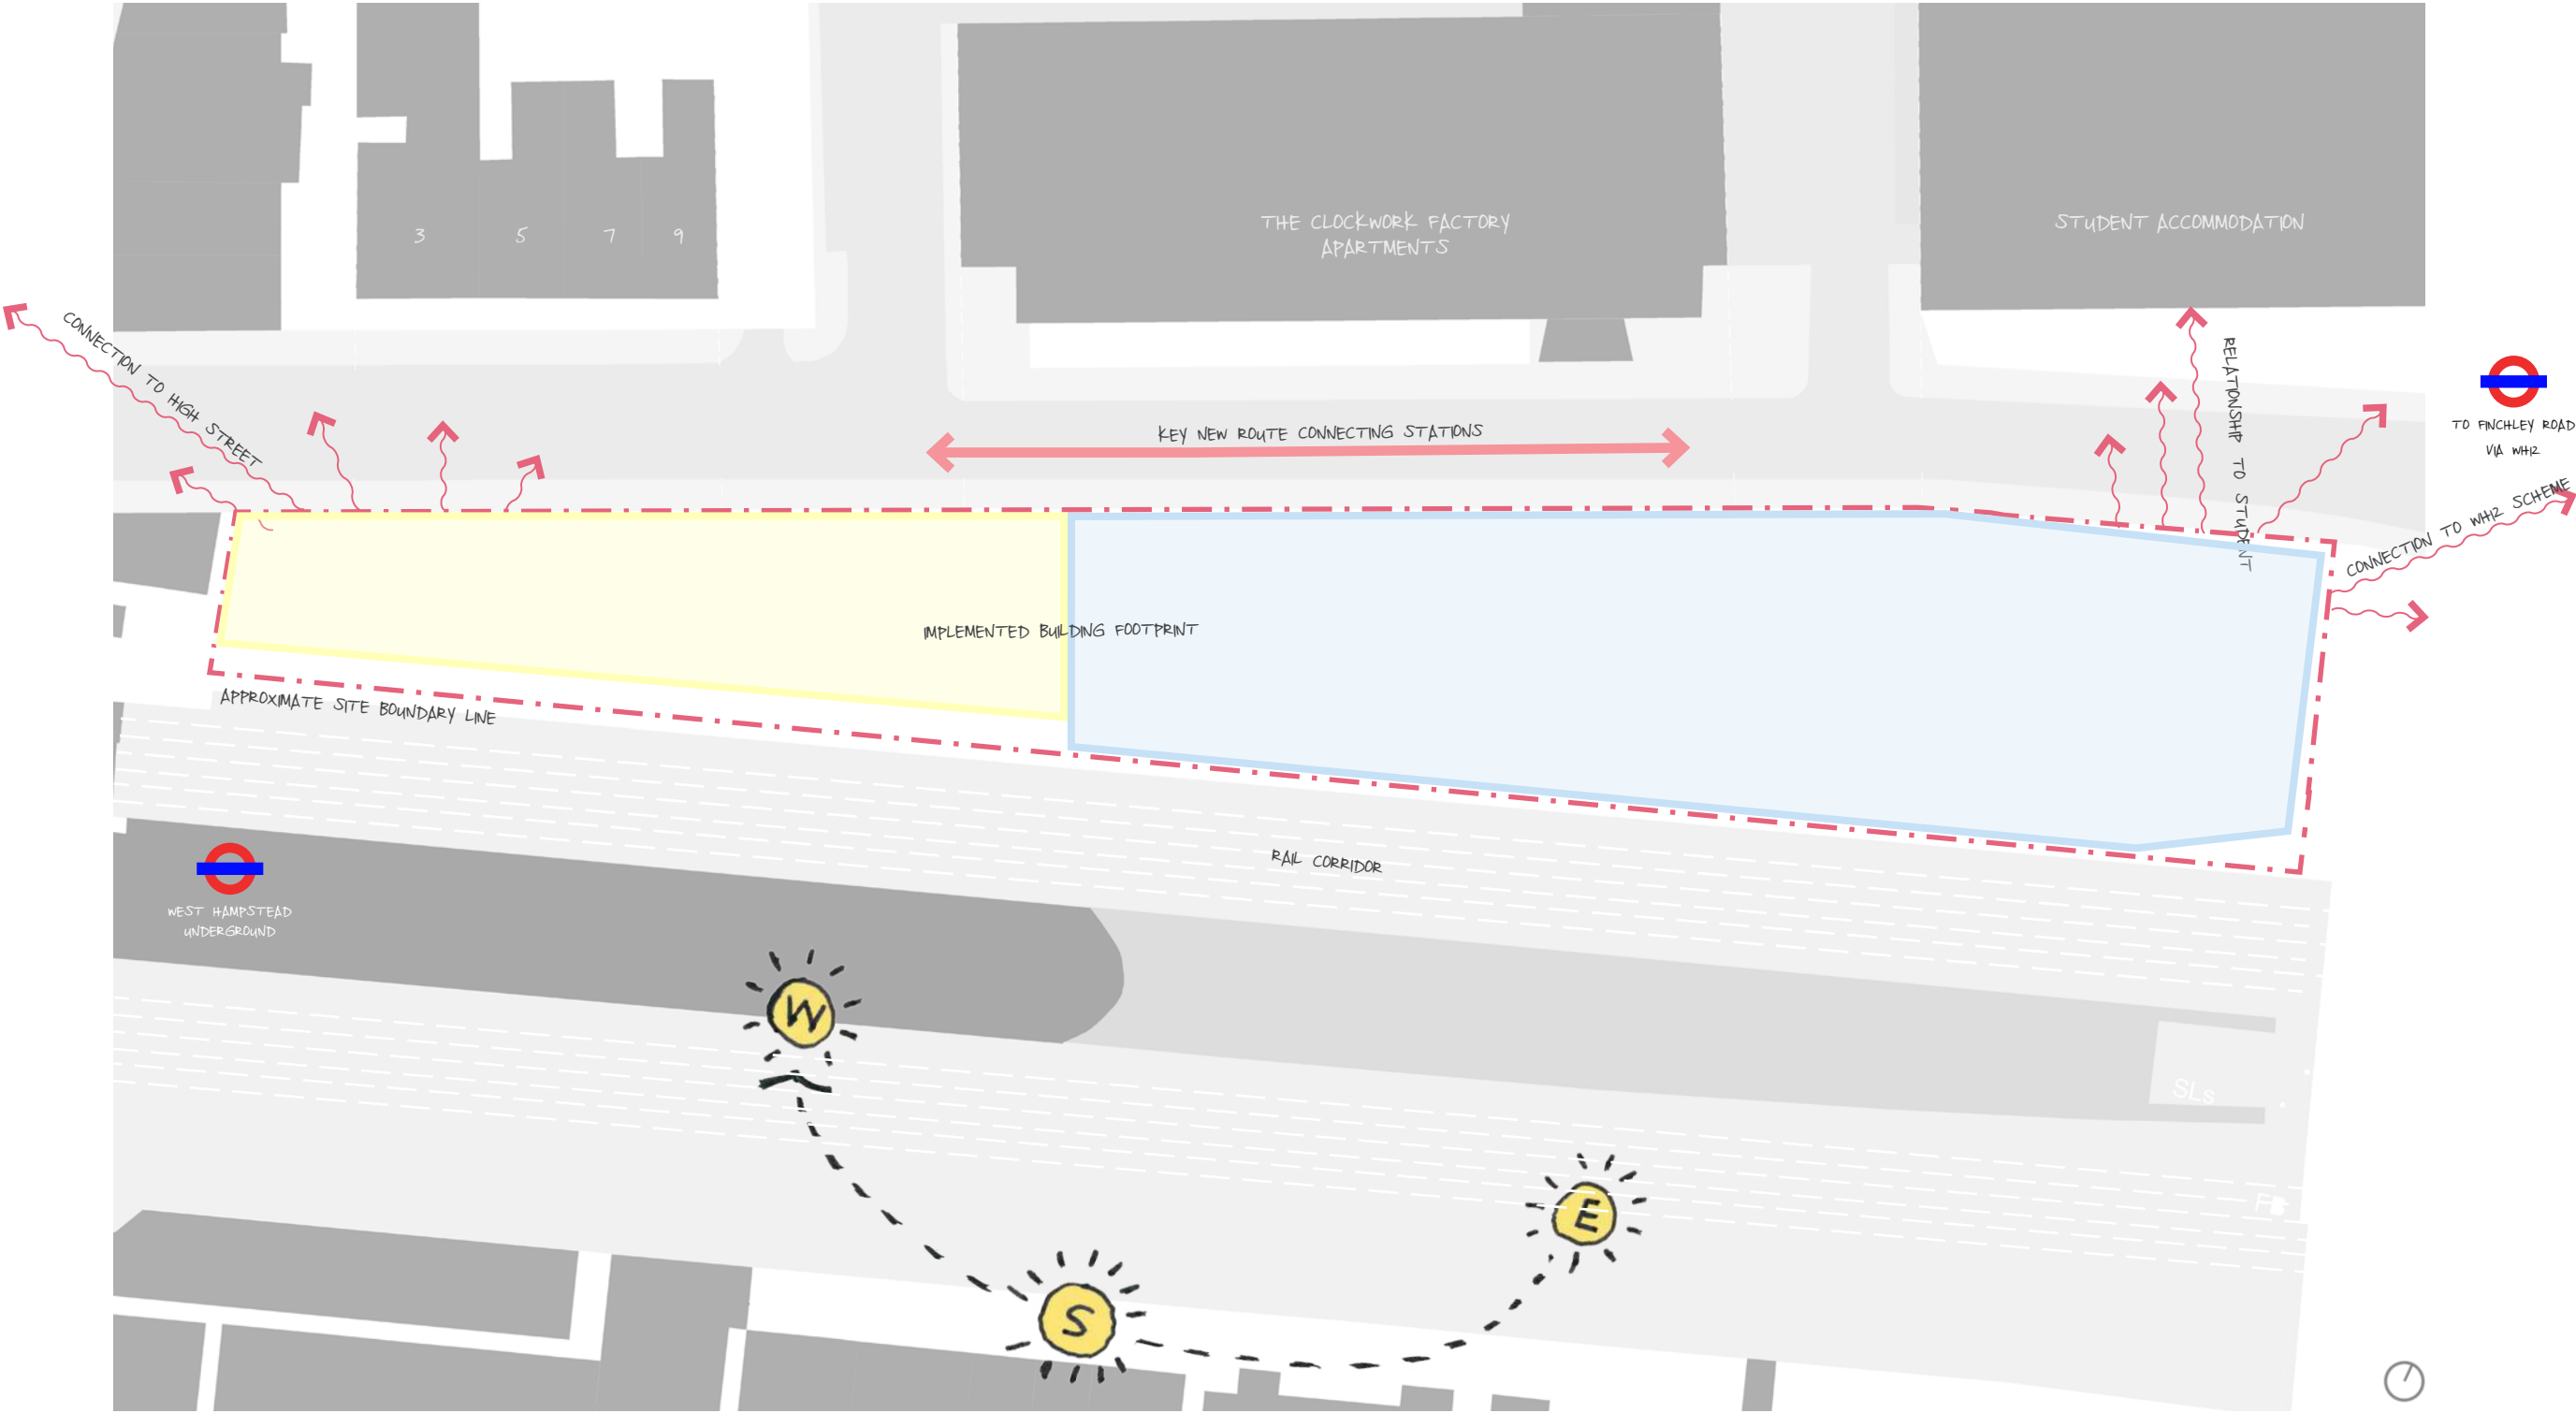 3
5
7
9
THE CLOCKWORK FACTORY
APARTMENTS
STUDENT ACCOMMODATION
CONNECTION TO HIGH STREET
KEY NEW ROUTE CONNECTING STATIONS
RELATIONSHIP TO STUDENT
TO FINCHLEY ROAD
VIA WH12
CONNECTION TO WH12 SCHEME
IMPLEMENTED BUILDING FOOTPRINT
APPROXIMATE SITE BOUNDARY LINE
RAIL CORRIDOR
WEST HAMPSTEAD
UNDERGROUND
W
SLs
E
S